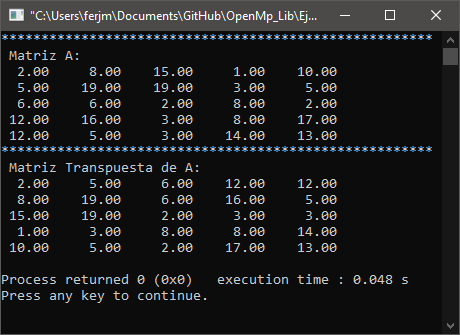 "C:\Users\ferjm\Documents\GitHub\OpenMp_Lib\Ej...
******************************************************
Matriz A:
2.00 8.00 15.00 1.00 10.00
5.00 19.00 19.00 3.00 5.00
6.00 6.00 2.00 8.00 2.00
12.00 16.00 3.00 8.00 17.00
12.00 5.00 3.00 14.00 13.00
******************************************************
Matriz Transpuesta de A:
2.00 5.00 6.00 12.00 12.00
8.00 19.00 6.00 16.00 5.00
15.00 19.00 2.00 3.00 3.00
1.00 3.00 8.00 8.00 14.00
10.00 5.00 2.00 17.00 13.00
Process returned 0 (0x0) execution time : 0.048 s
Press any key to continue.